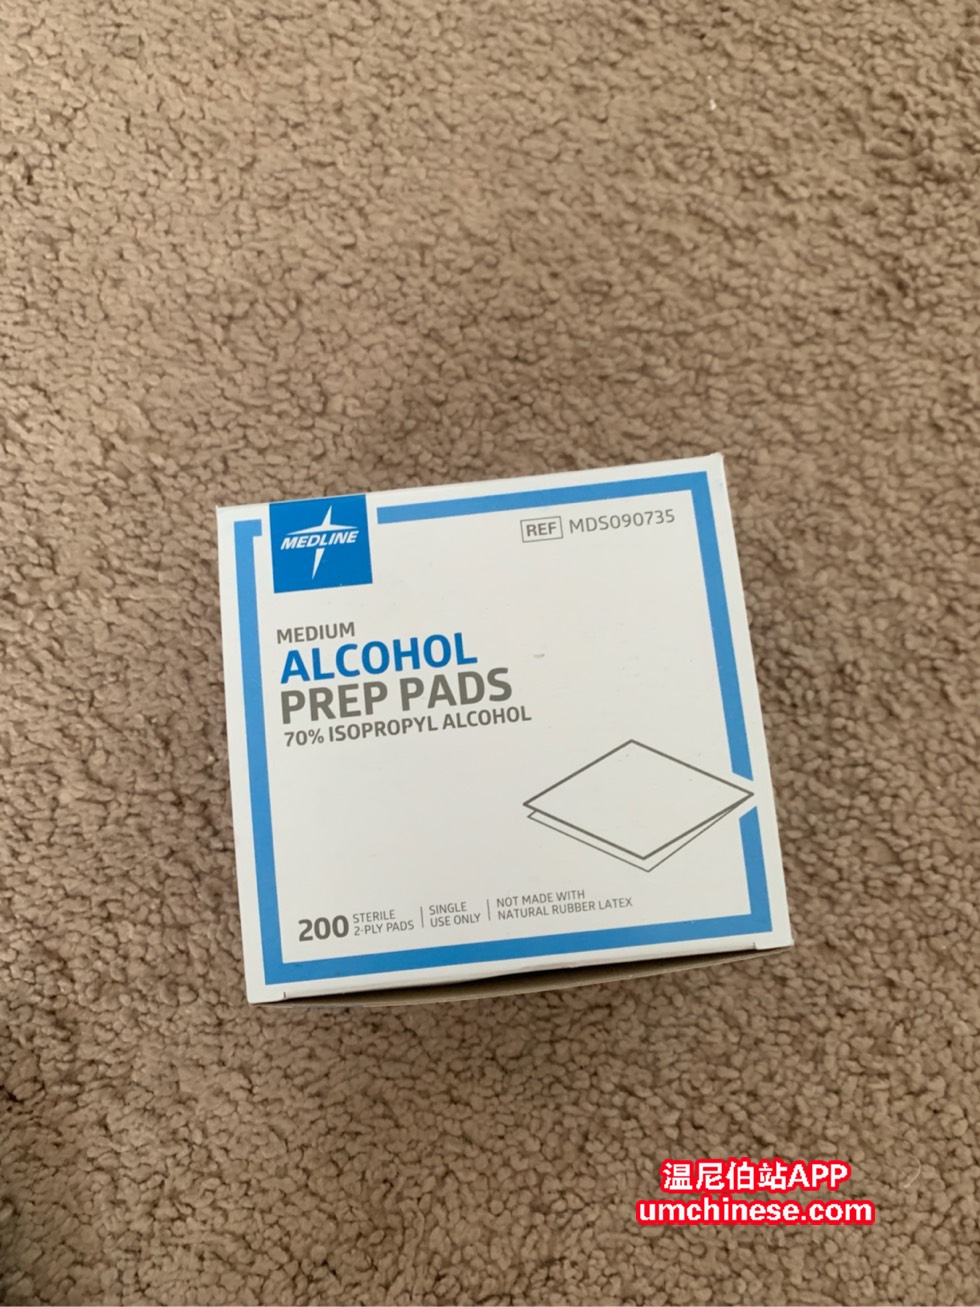 MEDLINE
REF MDS090735
MEDIUM
ALCOHOL
PREP PADS
70% ISOPROPYL ALCOHOL
200 STERILE
2-PLY PADS
SINGLE
USE ONLY
NOT MADE WITH
NATURAL RUBBER LATEX
温尼伯站APP
umchinese.com